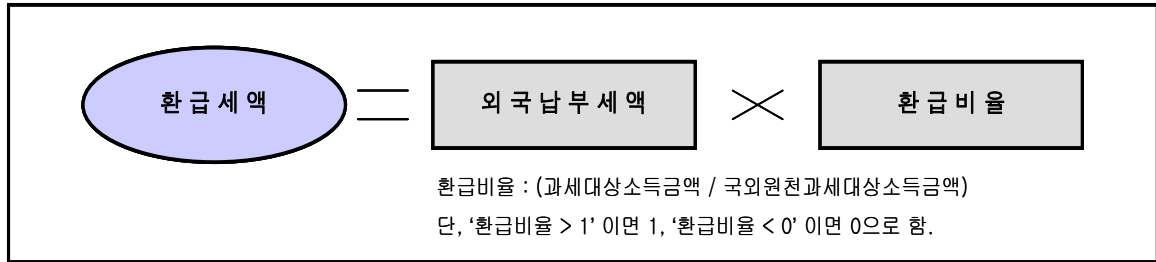 환 급 세 액 = 외 국 납 부 세 액 × 환 급 비 율
환급비율 : (과세대상소득금액 / 국외원천과세대상소득금액)
단, ‘환급비율 > 1’ 이면 1, ‘환급비율 < 0’ 이면 0으로 함.